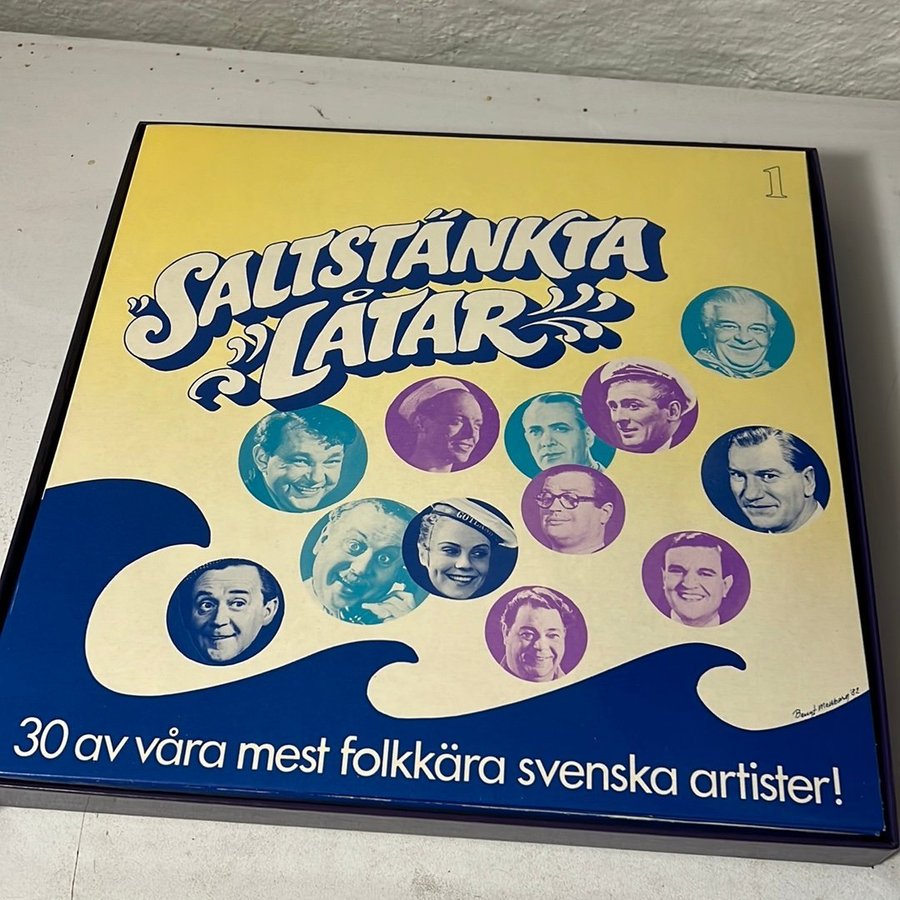 1
SALTSTÄNKTA
LÅTAR
30 av våra mest folkkära svenska artister!